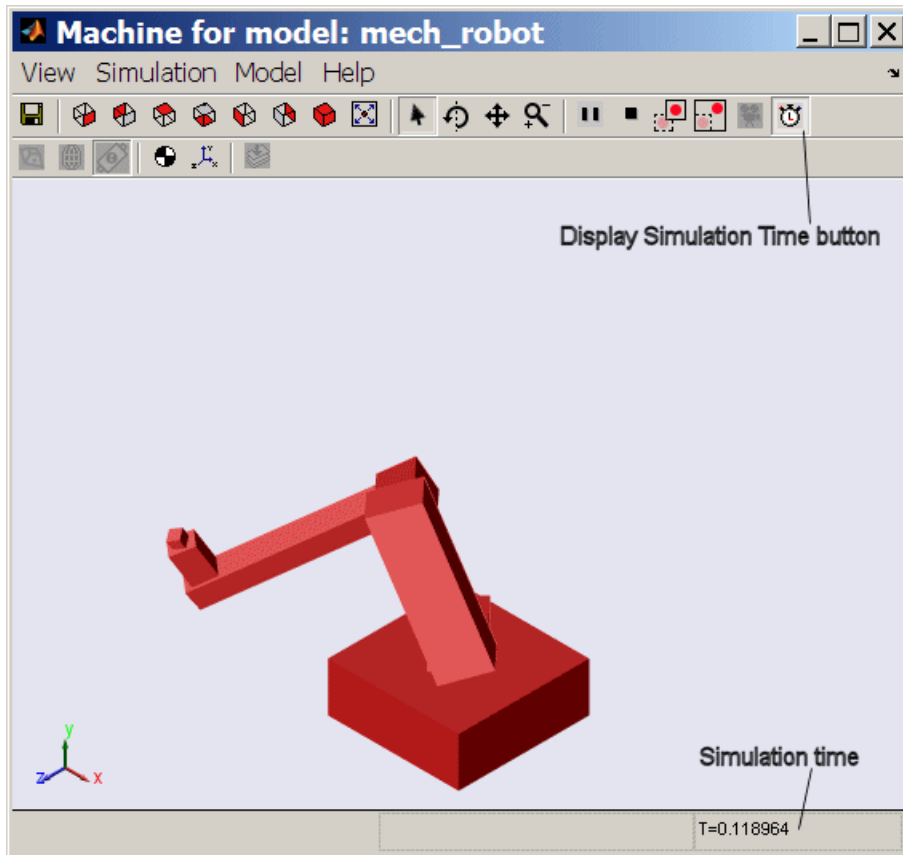 Machine for model: mech_robot
View Simulation Model Help
Display Simulation Time button
y
z
x
Simulation time
T=0.118964